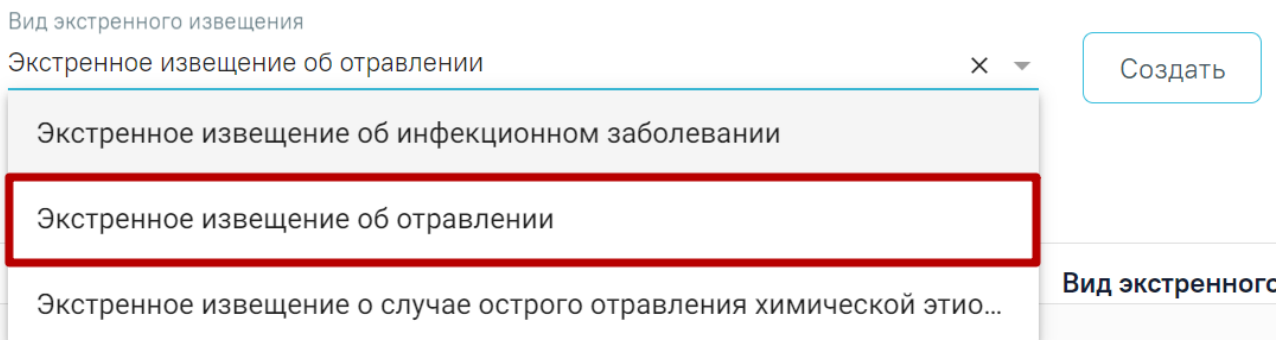 Вид экстренного извещения
Экстренное извещение об отравлении
Создать
Экстренное извещение об инфекционном заболевании
Экстренное извещение об отравлении
Вид экстренного
Экстренное извещение о случае острого отравления химической этио...